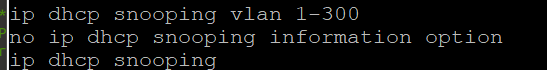 ip dhcp snooping vlan 1-300
no ip dhcp snooping information option
ip dhcp snooping